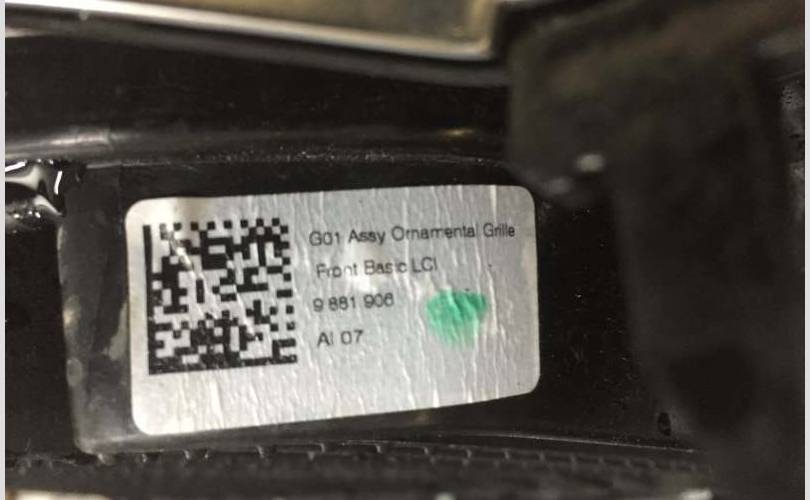 G01 Assy Ornamental Grille
Front Basic LCI
9 881 906
AI 07